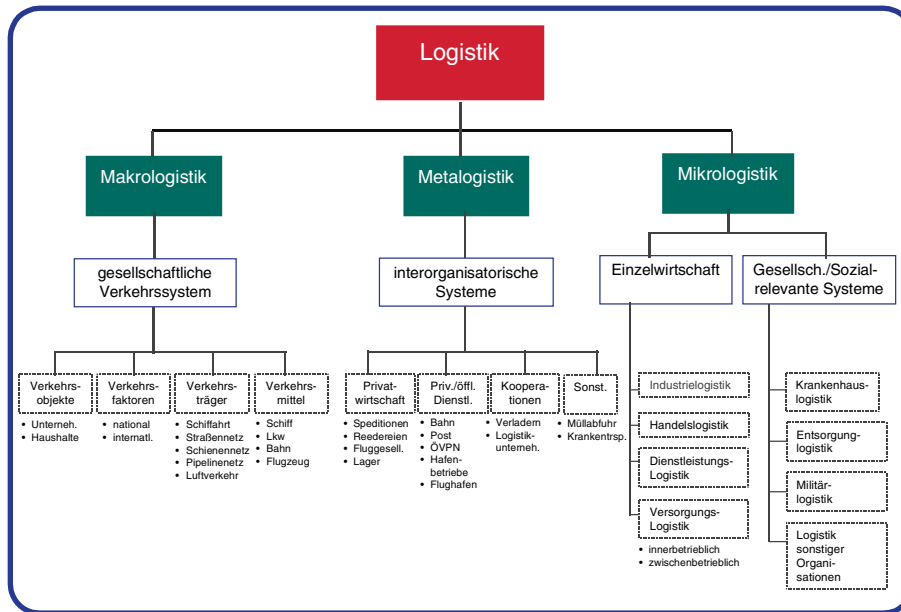 Logistik
Makrologistik
Metalogistik
Mikrologistik
gesellschaftliche
Verkehrssystem
interorganisatorische
Systeme
Einzelwirtschaft
Gesellsch./Sozial-
relevante Systeme
Verkehrs-
objekte
• Unterneh.
• Haushalte
Verkehrs-
faktoren
• national
• internatl.
Verkehrs-
träger
• Schiffahrt
• Straßennetz
• Schienennetz
• Pipelinenetz
• Luftverkehr
Verkehrs-
mittel
• Schiff
• Lkw
• Bahn
• Flugzeug
Privat-
wirtschaft
• Speditionen
• Reedereien
• Fluggesell.
• Lager
Priv./öffl.
Dienstl.
• Bahn
• Post
• ÖVPN
• Hafen-
betriebe
• Flughafen
Koopera-
tionen
• Verladern
• Logistik-
unterneh.
Sonst.
• Müllabfuhr
• Krankentrsp.
Industrielogistik
Handelslogistik
Dienstleistungs-
Logistik
Versorgungs-
Logistik
• innerbetrieblich
• zwischenbetrieblich
Krankenhaus-
logistik
Entsorgung-
logistik
Militär-
logistik
Logistik
sonstiger
Organi-
sationen